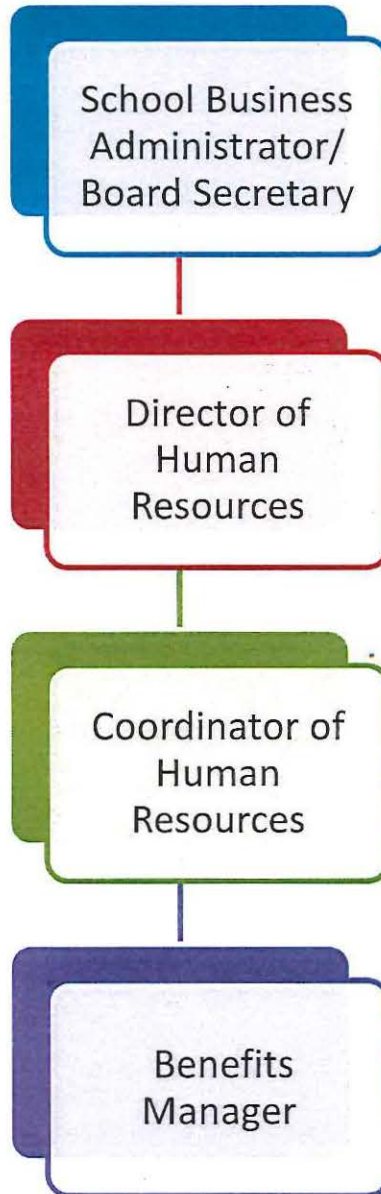 School Business
Administrator/
Board Secretary
Director of
Human
Resources
Coordinator of
Human
Resources
Benefits
Manager